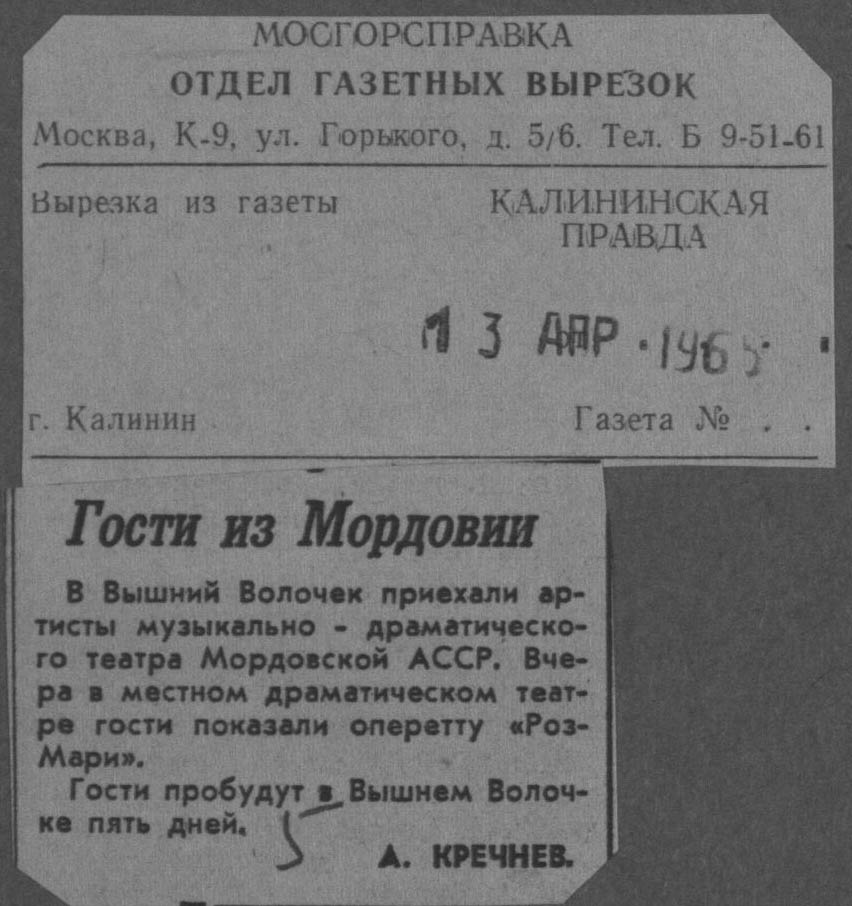 МОСГОРСПРАВКА
ОТДЕЛ ГАЗЕТНЫХ ВЫРЕЗОК
Москва, К-9, ул. Горького, д. 5/6. Тел. Б 9-51-61
Вырезка из газеты КАЛИНИНСКАЯ
ПРАВДА
13 АПР . 196
г. Калинин Газета № . .
Гости из Мордовии
В Вышний Волочек приехали ар-
тисты музыкально - драматическо-
го театра Мордовской АССР. Вче-
ра в местном драматическом теат-
ре гости показали оперетту «Роз-
Мари».
Гости пробудут в Вышнем Волоч-
ке пять дней.
А. КРЕЧНЕВ.